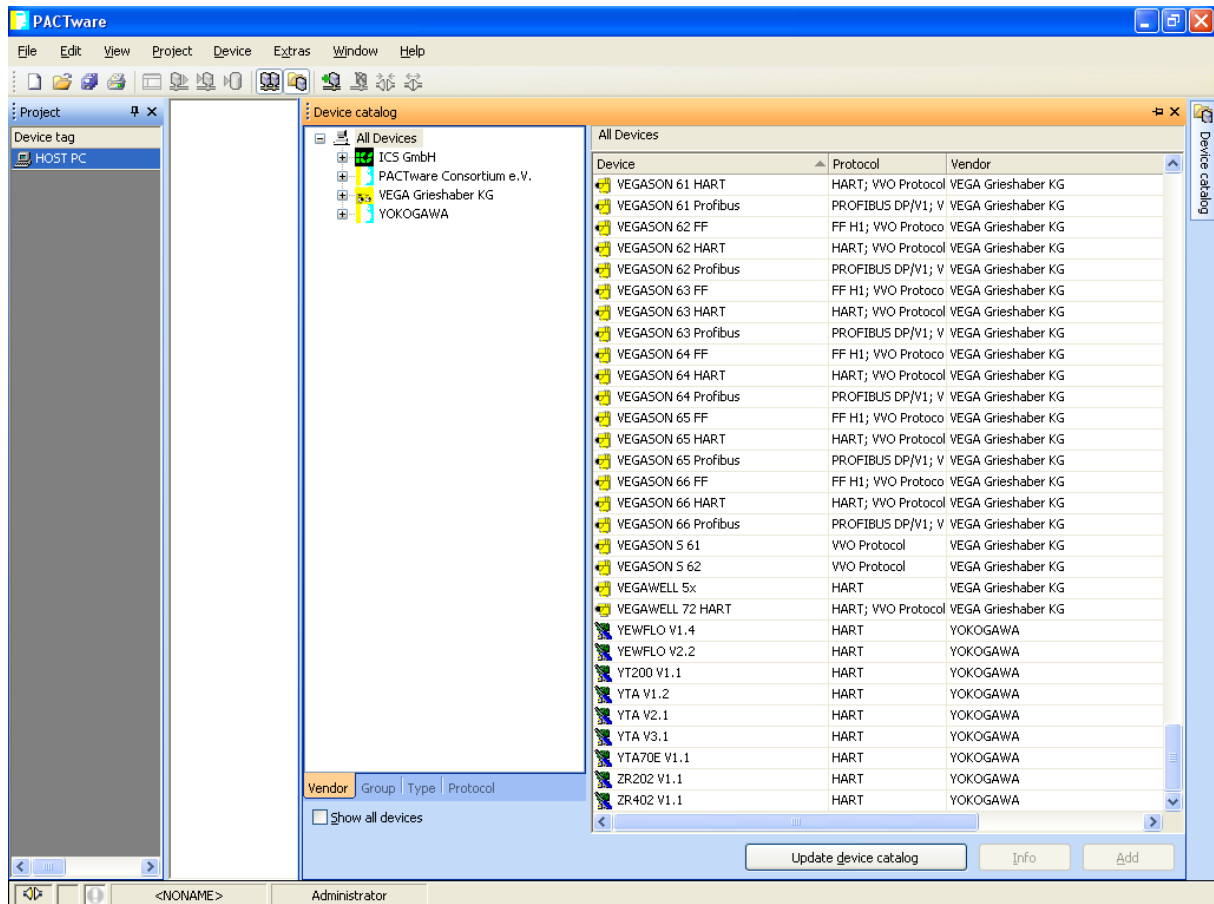 PACTware
File Edit View Project Device Extras Window Help
Project
Device tag
HOST PC
Device catalog
All Devices
ICS GmbH
PACTware Consortium e.V.
VEGA Grieshaber KG
YOKOGAWA
Vendor Group Type Protocol
Show all devices
All Devices
Device Protocol Vendor
VEGASON 61 HART HART; VVO Protocol VEGA Grieshaber KG
VEGASON 61 Profibus PROFIBUS DP/V1; V VEGA Grieshaber KG
VEGASON 62 FF FF H1; VVO Protoco VEGA Grieshaber KG
VEGASON 62 HART HART; VVO Protocol VEGA Grieshaber KG
VEGASON 62 Profibus PROFIBUS DP/V1; V VEGA Grieshaber KG
VEGASON 63 FF FF H1; VVO Protoco VEGA Grieshaber KG
VEGASON 63 HART HART; VVO Protocol VEGA Grieshaber KG
VEGASON 63 Profibus PROFIBUS DP/V1; V VEGA Grieshaber KG
VEGASON 64 FF FF H1; VVO Protoco VEGA Grieshaber KG
VEGASON 64 HART HART; VVO Protocol VEGA Grieshaber KG
VEGASON 64 Profibus PROFIBUS DP/V1; V VEGA Grieshaber KG
VEGASON 65 FF FF H1; VVO Protoco VEGA Grieshaber KG
VEGASON 65 HART HART; VVO Protocol VEGA Grieshaber KG
VEGASON 65 Profibus PROFIBUS DP/V1; V VEGA Grieshaber KG
VEGASON 66 FF FF H1; VVO Protoco VEGA Grieshaber KG
VEGASON 66 HART HART; VVO Protocol VEGA Grieshaber KG
VEGASON 66 Profibus PROFIBUS DP/V1; V VEGA Grieshaber KG
VEGASON S 61 VVO Protocol VEGA Grieshaber KG
VEGASON S 62 VVO Protocol VEGA Grieshaber KG
VEGAWELL 5x HART VEGA Grieshaber KG
VEGAWELL 72 HART HART; VVO Protocol VEGA Grieshaber KG
YEWFLO V1.4 HART YOKOGAWA
YEWFLO V2.2 HART YOKOGAWA
YT200 V1.1 HART YOKOGAWA
YTA V1.2 HART YOKOGAWA
YTA V2.1 HART YOKOGAWA
YTA V3.1 HART YOKOGAWA
YTA70E V1.1 HART YOKOGAWA
ZR202 V1.1 HART YOKOGAWA
ZR402 V1.1 HART YOKOGAWA
Update device catalog Info Add
Device catalog
<NONAME> Administrator